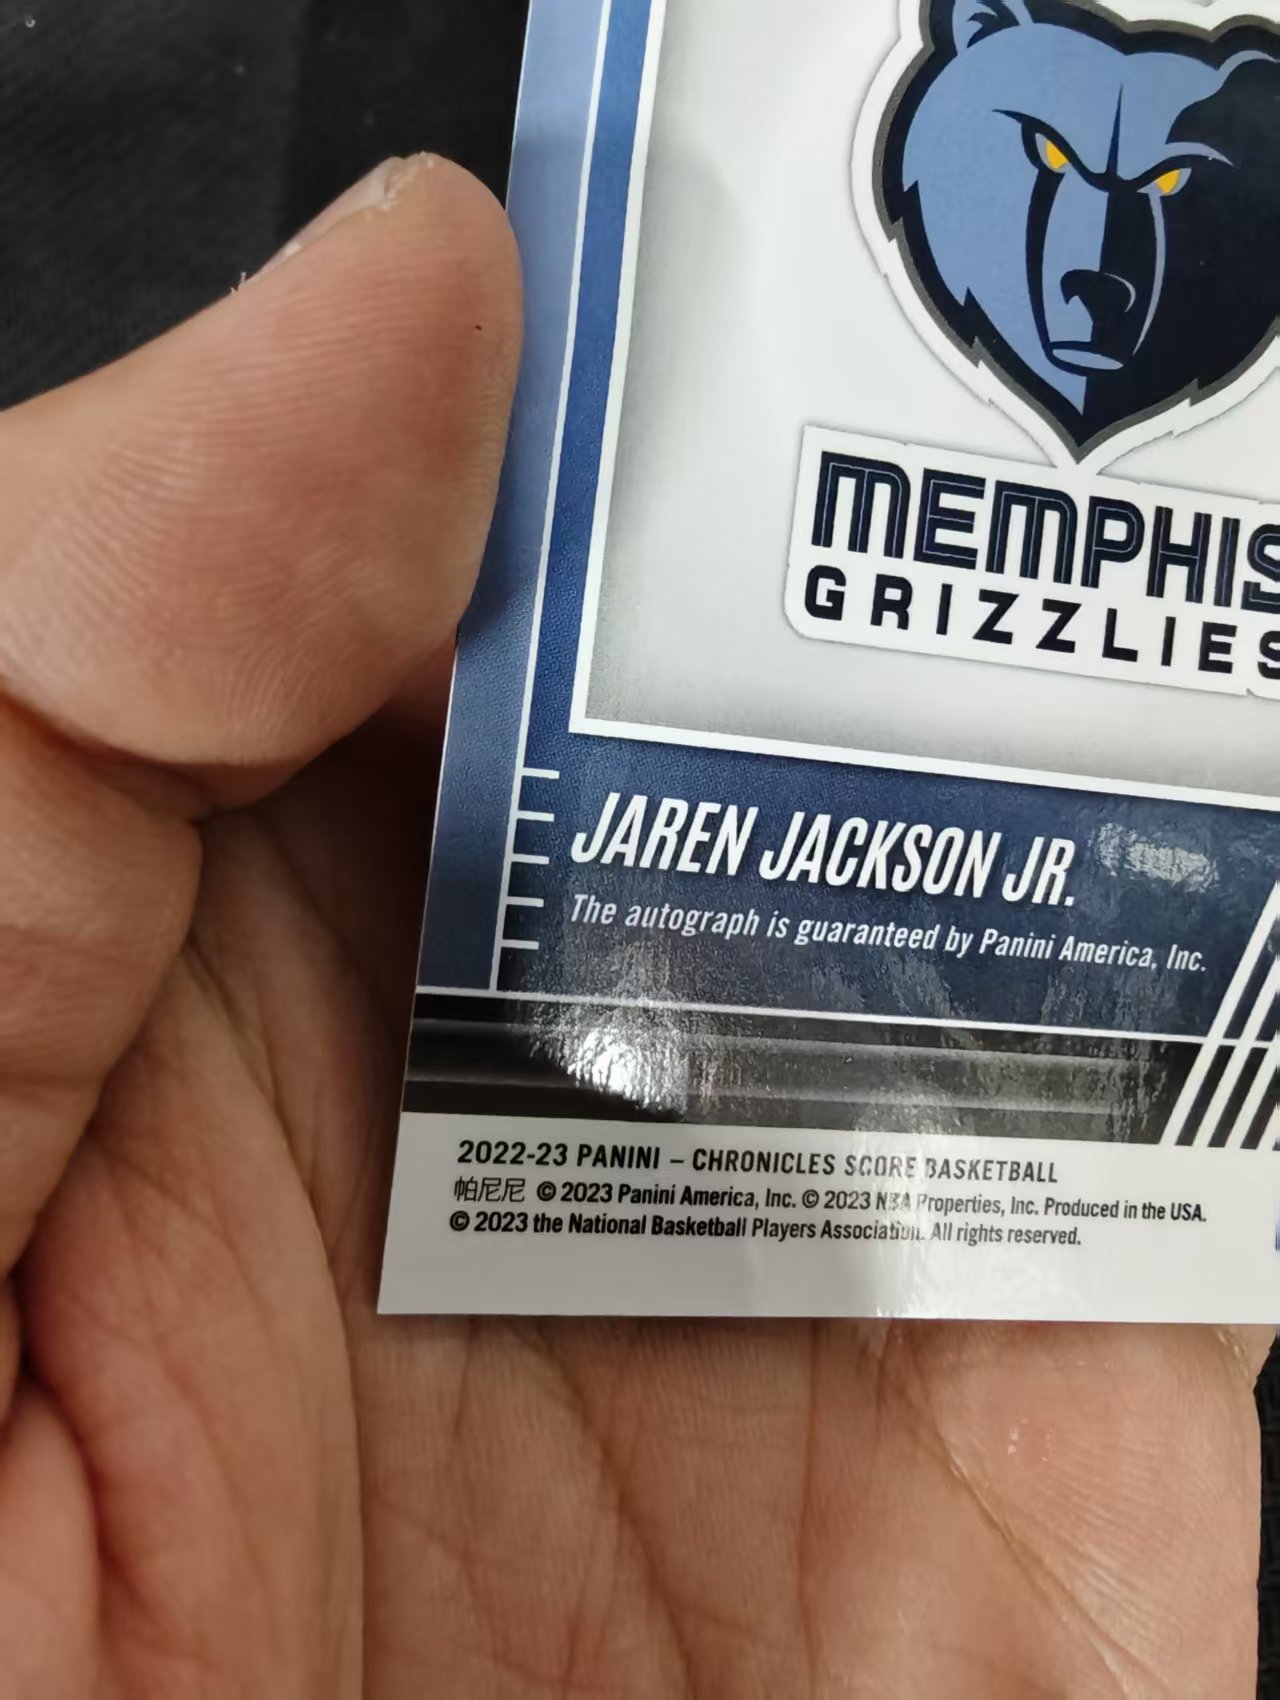 MEMPHIS
GRIZZLIES
JAREN JACKSON JR.
The autograph is guaranteed by Panini America, Inc.
2022-23 PANINI – CHRONICLES SCORE BASKETBALL
帕尼尼 © 2023 Panini America, Inc. © 2023 NBA Properties, Inc. Produced in the USA.
© 2023 the National Basketball Players Association. All rights reserved.